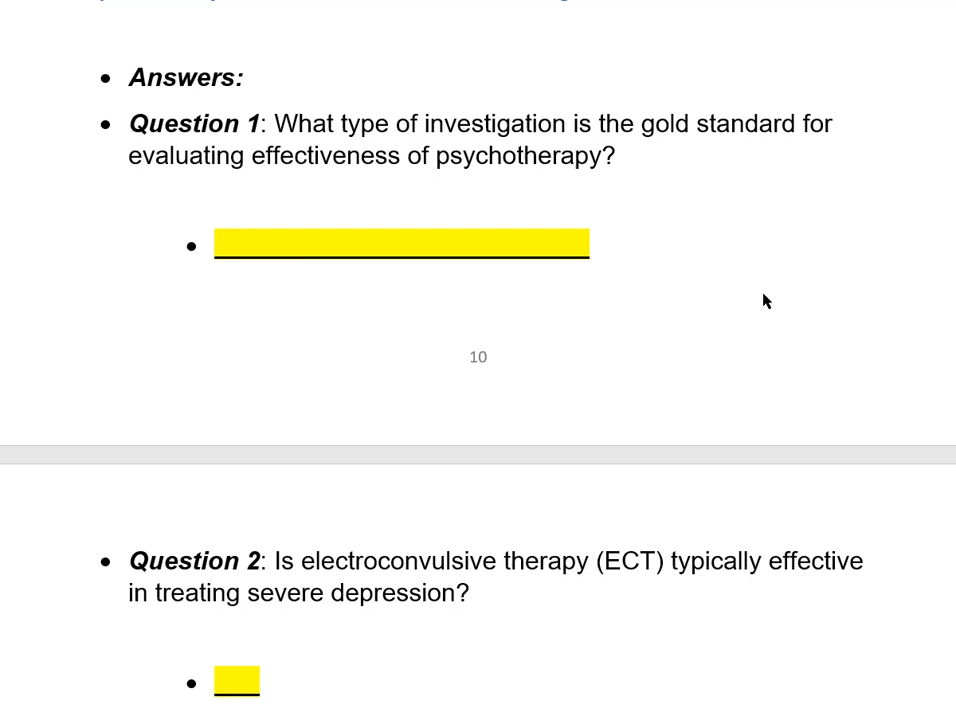 • Answers:
• Question 1: What type of investigation is the gold standard for
evaluating effectiveness of psychotherapy?
10
• Question 2: Is electroconvulsive therapy (ECT) typically effective
in treating severe depression?